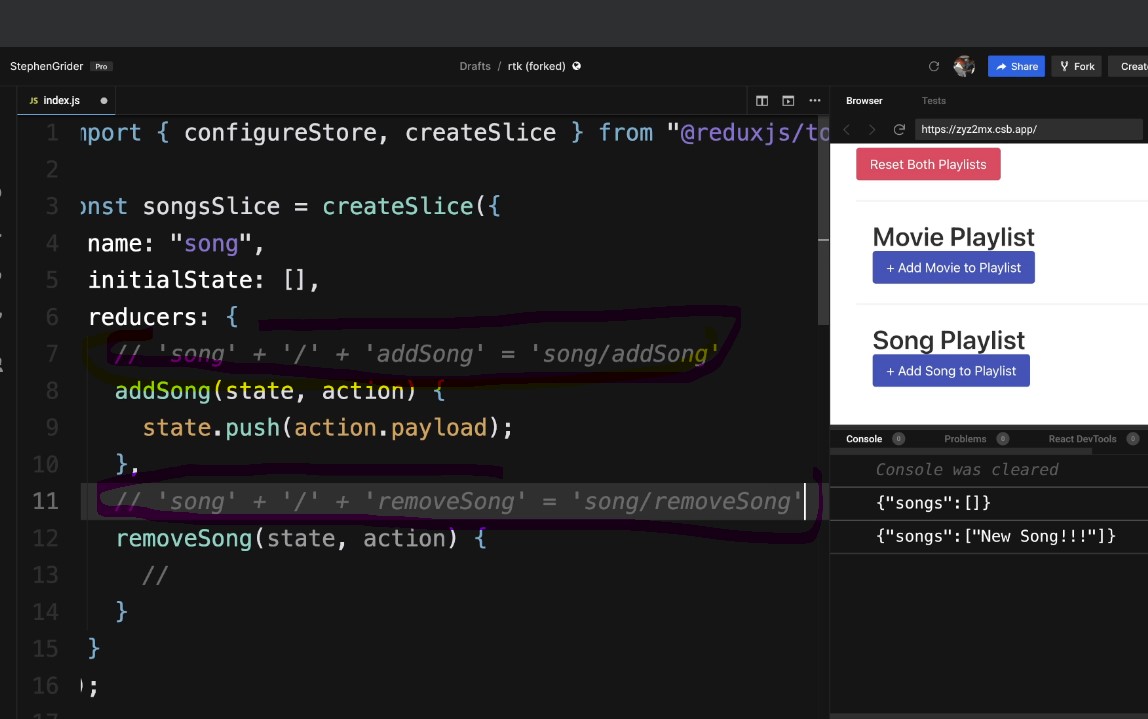 StephenGrider Pro
Drafts / rtk (forked)
Share
Fork
JS index.js
Browser
Tests
https://zyz2mx.csb.app/
1 mport { configureStore, createSlice } from "@reduxjs/to
2
3 onst songsSlice = createSlice({
4 name: "song",
5 initialState: [],
6 reducers: {
7 // 'song' + '/' + 'addSong' = 'song/addSong'
8 addSong(state, action) {
9 state.push(action.payload);
10 },
11 // 'song' + '/' + 'removeSong' = 'song/removeSong'
12 removeSong(state, action) {
13 //
14 }
15 }
16 );
17
Reset Both Playlists
Movie Playlist
+ Add Movie to Playlist
Song Playlist
+ Add Song to Playlist
Console 0
Problems 0
React DevTools 0
Console was cleared
{"songs":[]}
{"songs":["New Song!!!"]}